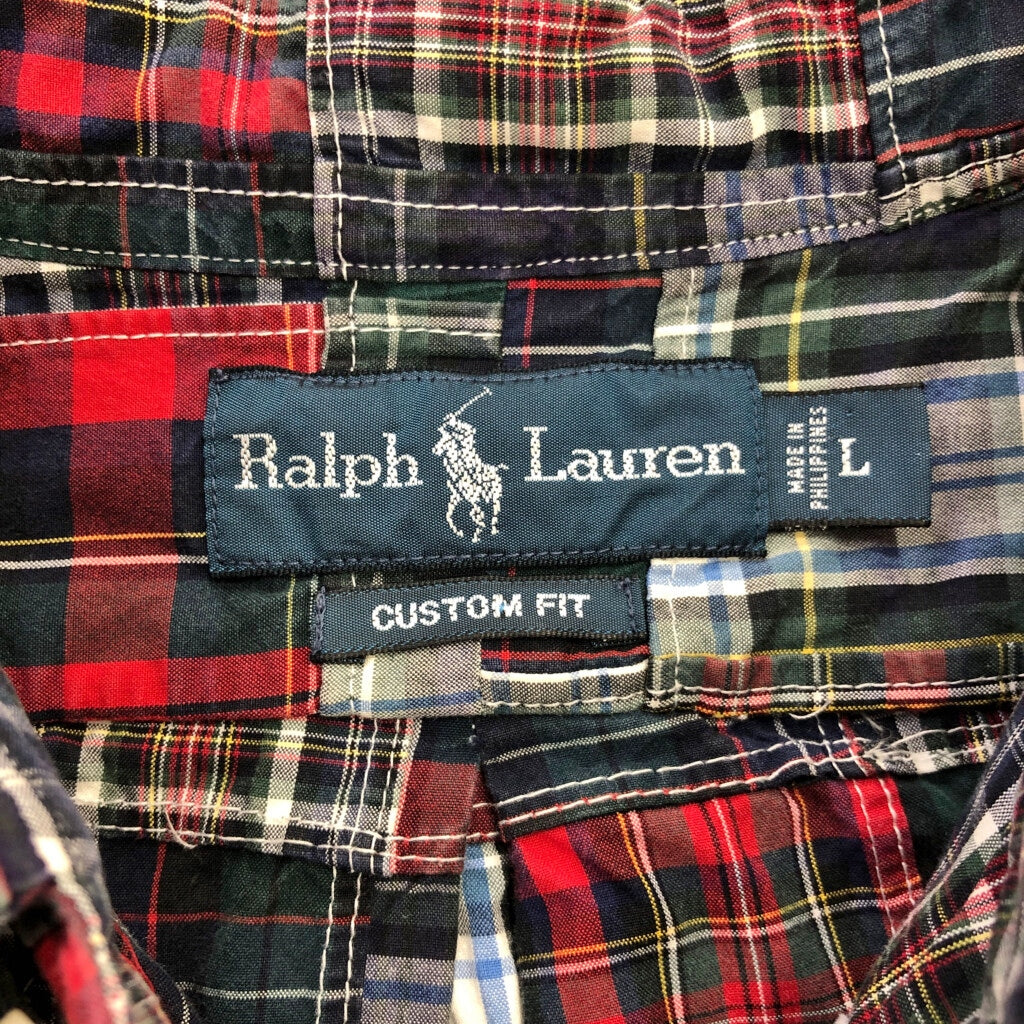 Ralph Lauren
MADE IN
PHILIPPINES
L
CUSTOM FIT